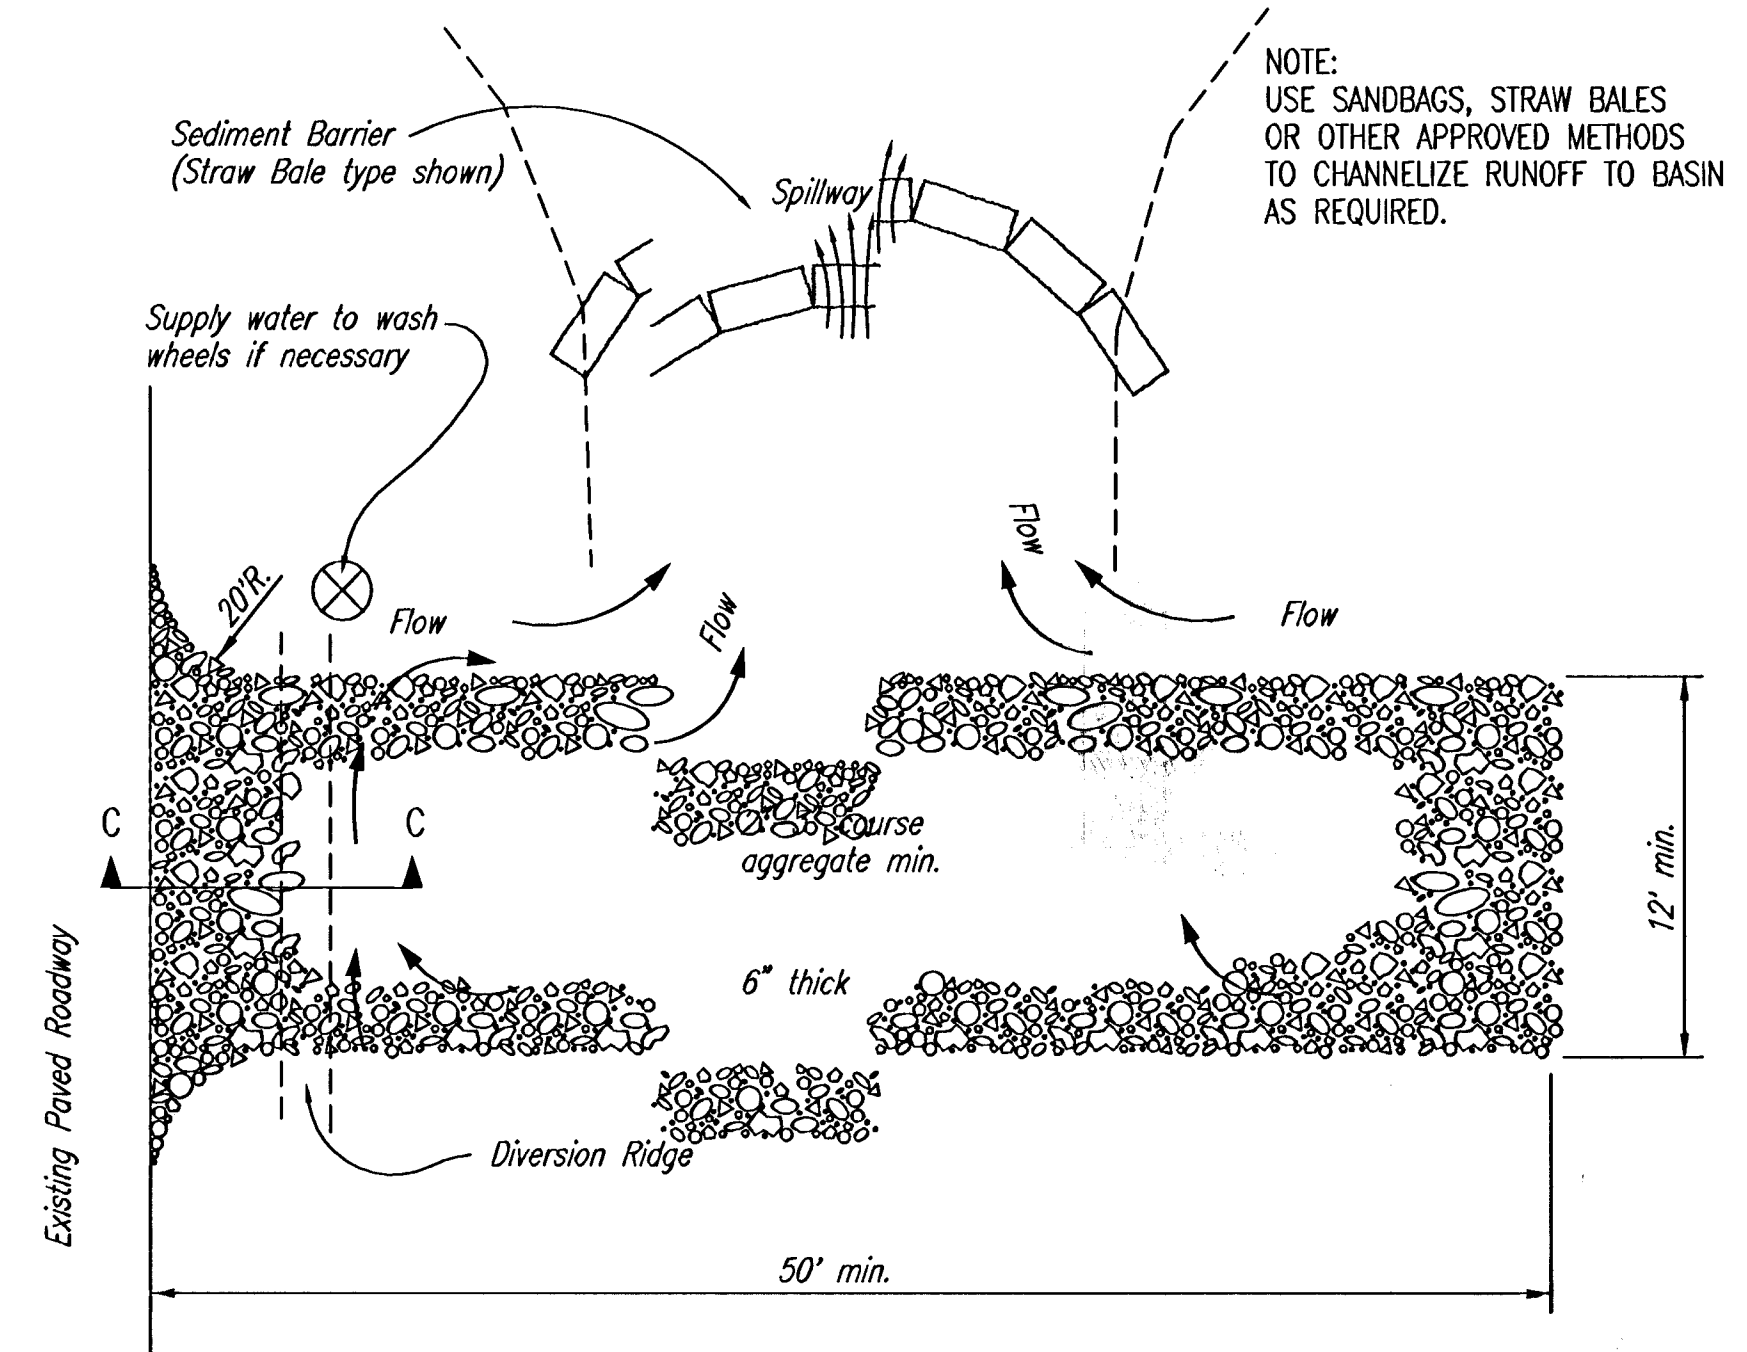 NOTE:
USE SANDBAGS, STRAW BALES
OR OTHER APPROVED METHODS
TO CHANNELIZE RUNOFF TO BASIN
AS REQUIRED.
Sediment Barrier
(Straw Bale type shown)
Spillway
Supply water to wash
wheels if necessary
Flow
20'R.
Flow
Flow
Flow
C
C
course
aggregate min.
12' min.
6" thick
Existing Paved Roadway
Diversion Ridge
50' min.